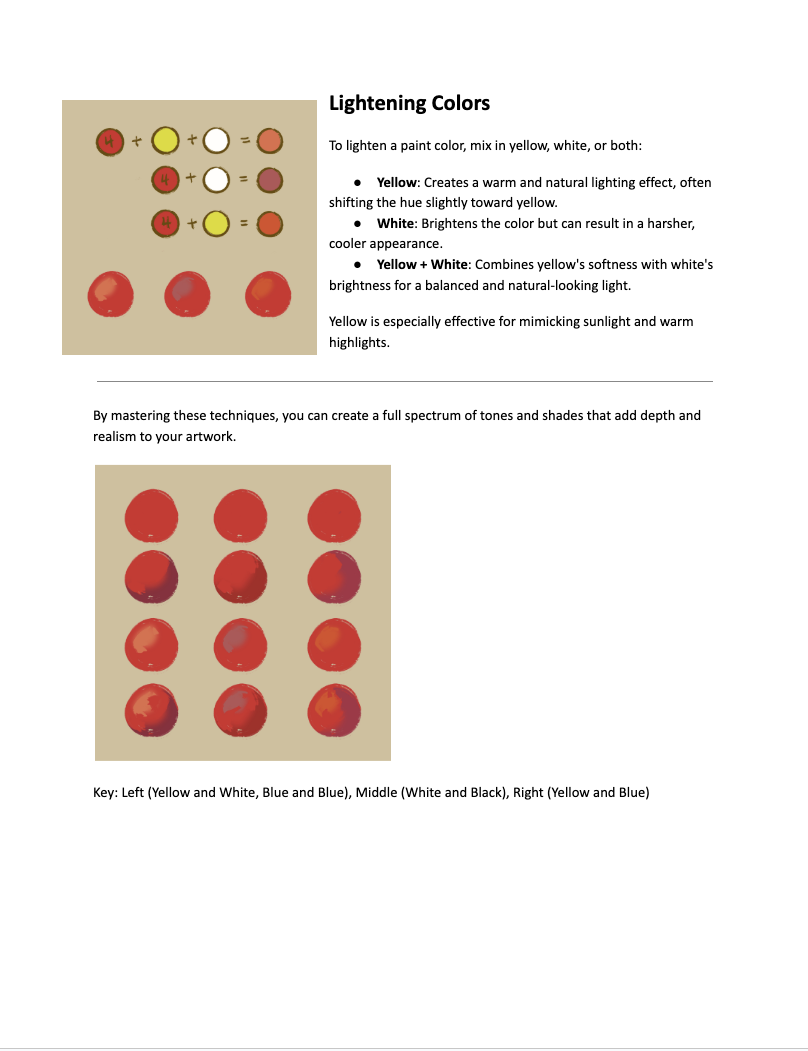 4 + + =
4 + =
4 + =
Lightening Colors
To lighten a paint color, mix in yellow, white, or both:
● Yellow: Creates a warm and natural lighting effect, often
shifting the hue slightly toward yellow.
● White: Brightens the color but can result in a harsher,
cooler appearance.
● Yellow + White: Combines yellow's softness with white's
brightness for a balanced and natural-looking light.
Yellow is especially effective for mimicking sunlight and warm
highlights.
By mastering these techniques, you can create a full spectrum of tones and shades that add depth and
realism to your artwork.
Key: Left (Yellow and White, Blue and Blue), Middle (White and Black), Right (Yellow and Blue)